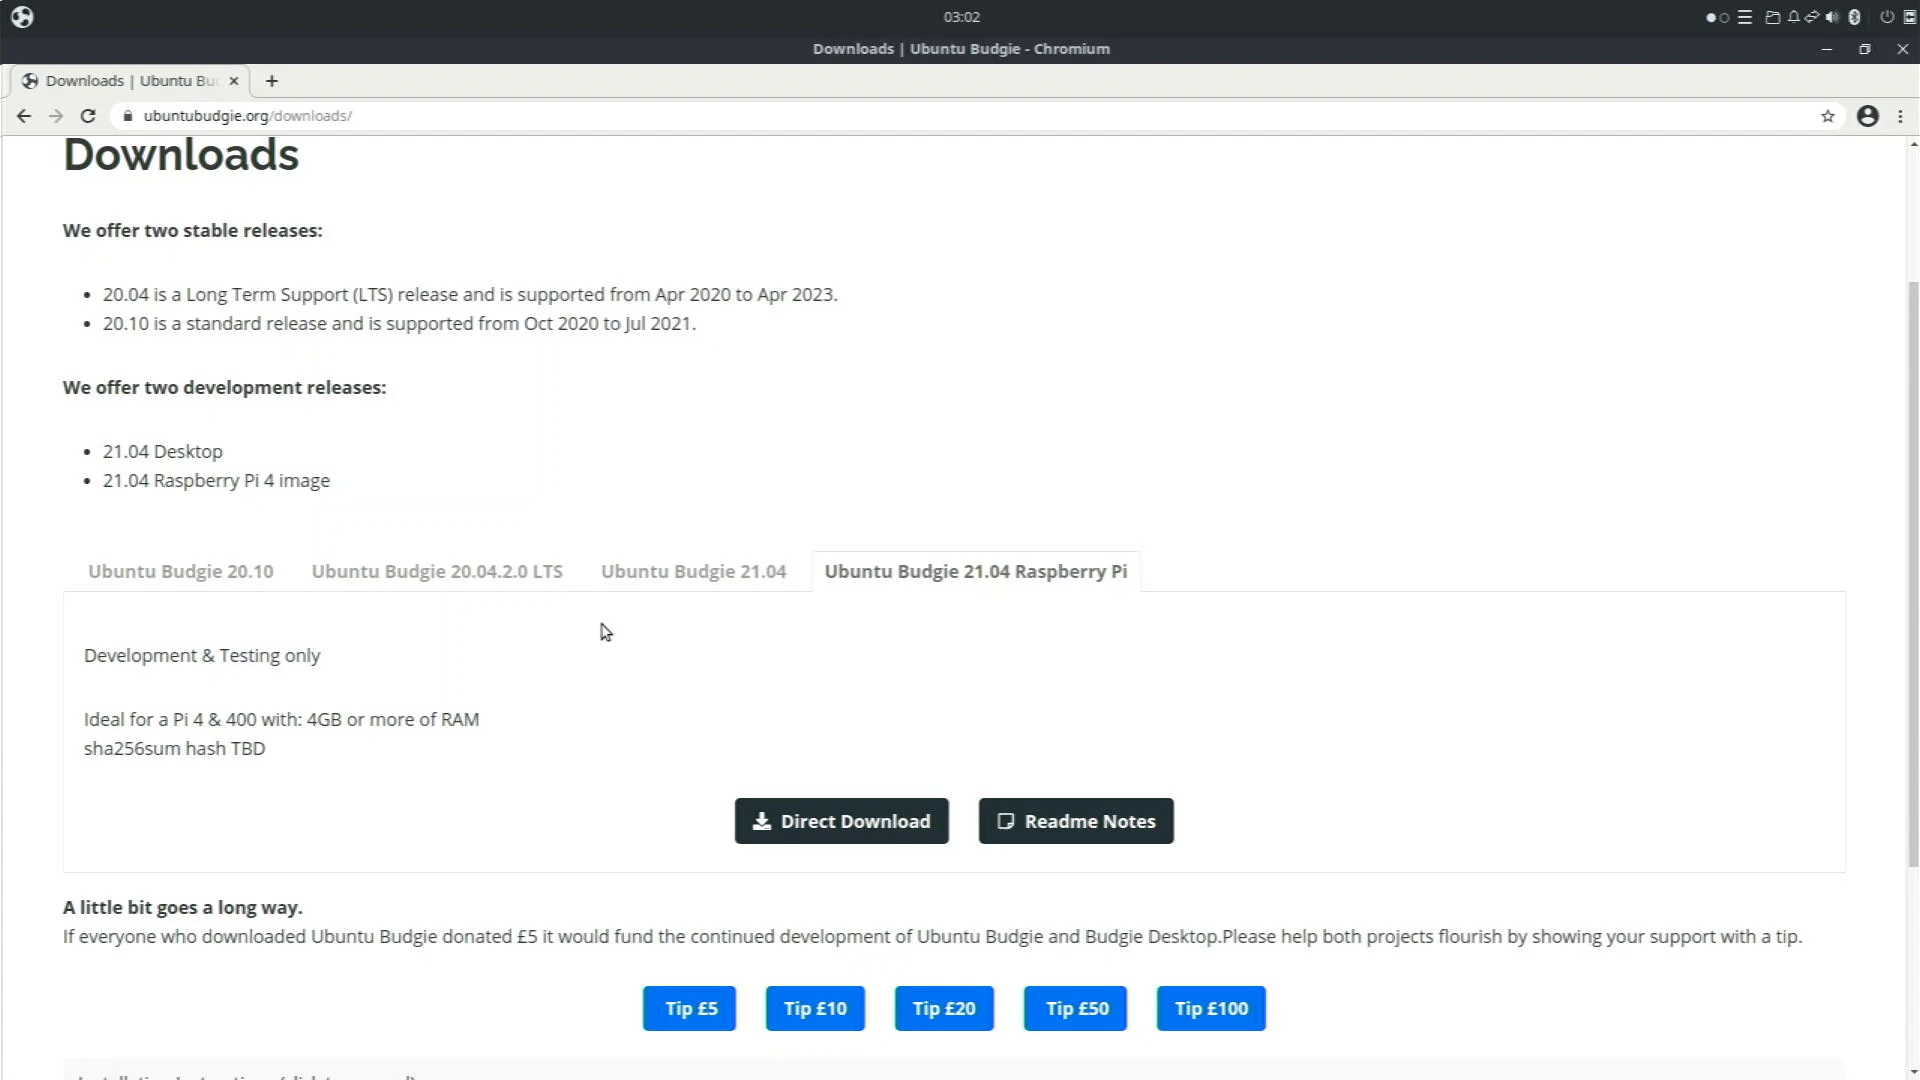 03:02
Downloads | Ubuntu Budgie - Chromium
Downloads | Ubuntu Bu
ubuntubudgie.org/downloads/
Downloads
We offer two stable releases:
20.04 is a Long Term Support (LTS) release and is supported from Apr 2020 to Apr 2023.
20.10 is a standard release and is supported from Oct 2020 to Jul 2021.
We offer two development releases:
21.04 Desktop
21.04 Raspberry Pi 4 image
Ubuntu Budgie 20.10 Ubuntu Budgie 20.04.2.0 LTS Ubuntu Budgie 21.04 Ubuntu Budgie 21.04 Raspberry Pi
Development & Testing only
Ideal for a Pi 4 & 400 with: 4GB or more of RAM
sha256sum hash TBD
Direct Download Readme Notes
A little bit goes a long way.
If everyone who downloaded Ubuntu Budgie donated £5 it would fund the continued development of Ubuntu Budgie and Budgie Desktop.Please help both projects flourish by showing your support with a tip.
Tip £5 Tip £10 Tip £20 Tip £50 Tip £100